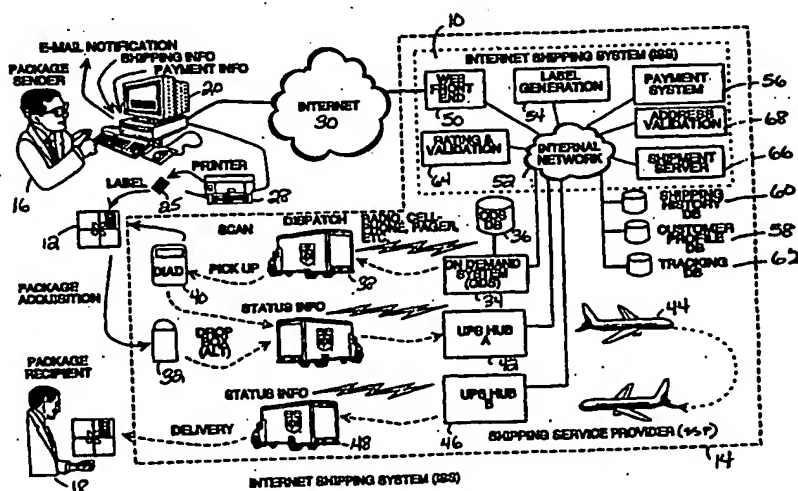 E-MAIL NOTIFICATION
SHIPPING INFO
PAYMENT INFO
PACKAGE
SENDER
20
16
INTERNET
30
10
INTERNET SHIPPING SYSTEM (ISS)
WEB
FRONT
END
50
LABEL
GENERATION
54
PAYMENT
SYSTEM
56
ADDRESS
VALIDATION
68
RATING &
VALIDATION
64
INTERNAL
NETWORK
52
SHIPMENT
SERVER
66
PRINTER
LABEL
25
28
12
SHIPPING
HISTORY
DB
60
CUSTOMER
PROFILE
DB
58
TRACKING
DB
62
SCAN
DISPATCH
RADIO, CELL-
PHONE, PAGER,
ETC.
ODS
DB
36
DIAD
40
PICK UP
38
ON DEMAND
SYSTEM
(ODS)
34
PACKAGE
ACQUISITION
STATUS INFO
DROP
BOX
(ALT)
32
UPS HUB
A
42
44
PACKAGE
RECIPIENT
STATUS INFO
UPS HUB
B
46
DELIVERY
48
18
SHIPPING SERVICE PROVIDER (SSP)
14
INTERNET SHIPPING SYSTEM (ISS)